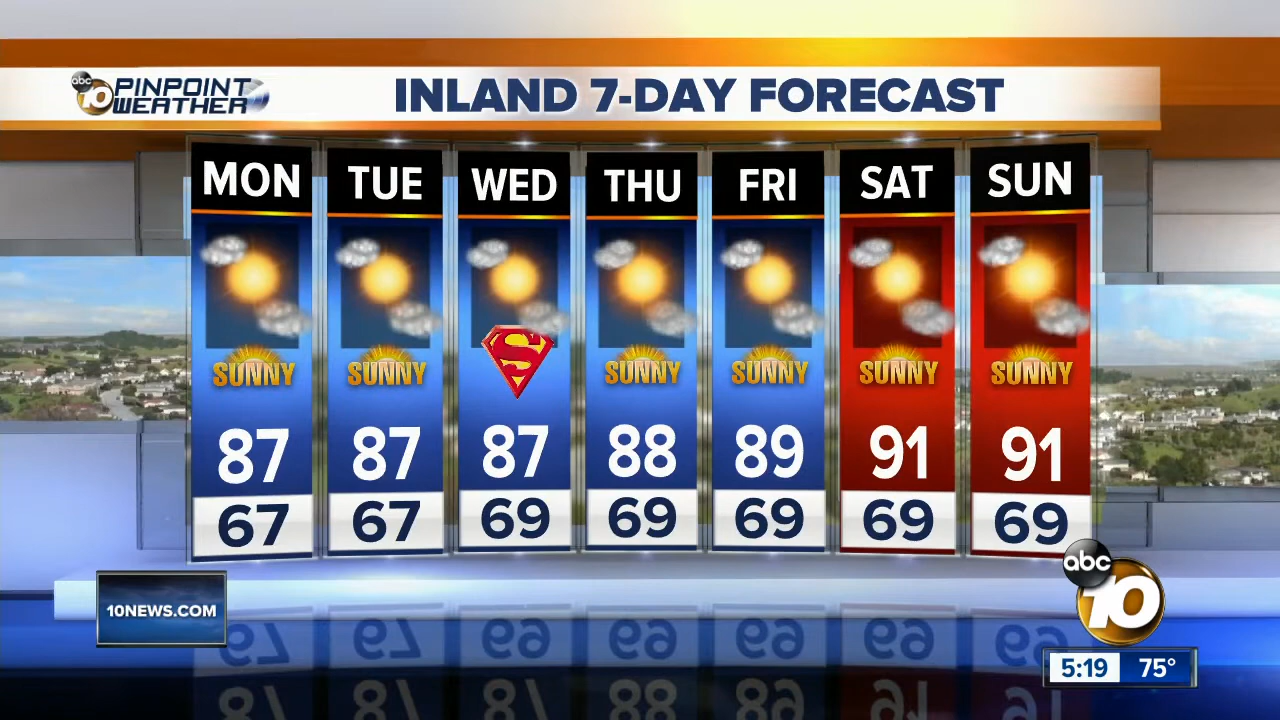 abc 10 PINPOINT WEATHER
INLAND 7-DAY FORECAST
MON TUE WED THU FRI SAT SUN
SUNNY SUNNY S SUNNY SUNNY SUNNY SUNNY
87 87 87 88 89 91 91
67 67 69 69 69 69 69
abc
10
10NEWS.COM
5:19 75°